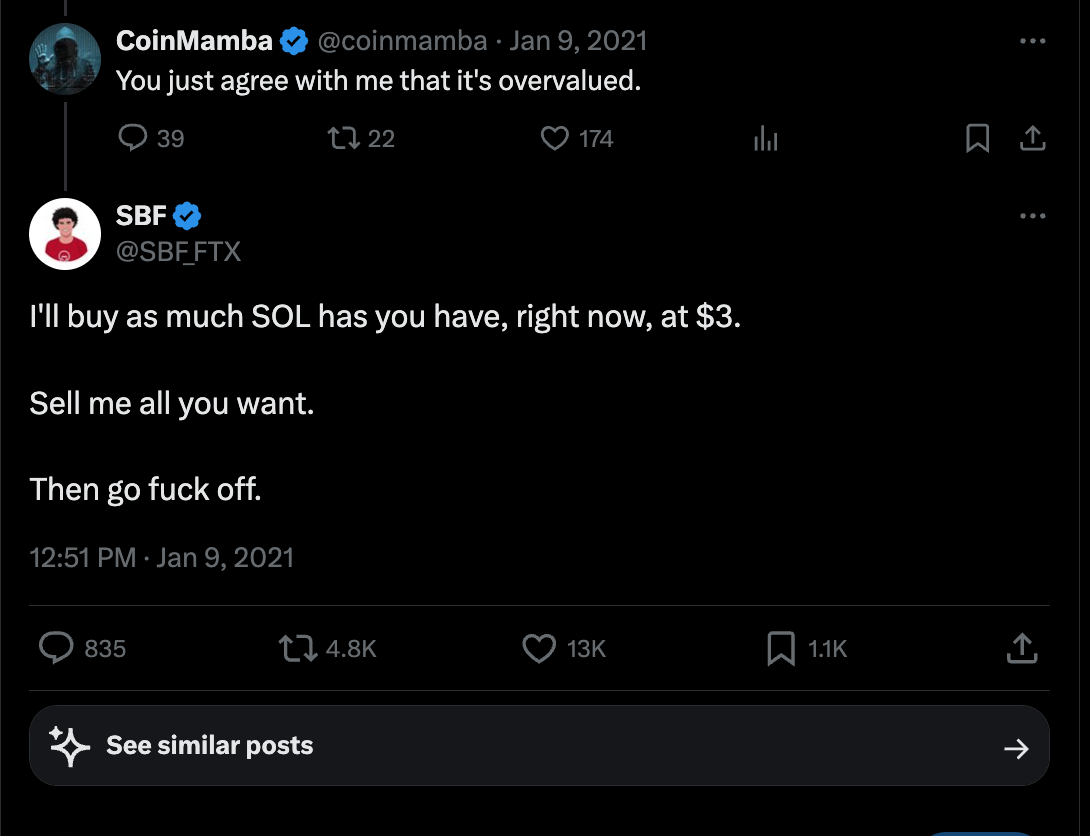 CoinMamba @coinmamba · Jan 9, 2021
You just agree with me that it's overvalued.
39 22 174
SBF
@SBF_FTX
I'll buy as much SOL has you have, right now, at $3.
Sell me all you want.
Then go fuck off.
12:51 PM · Jan 9, 2021
835 4.8K 13K 1.1K
See similar posts